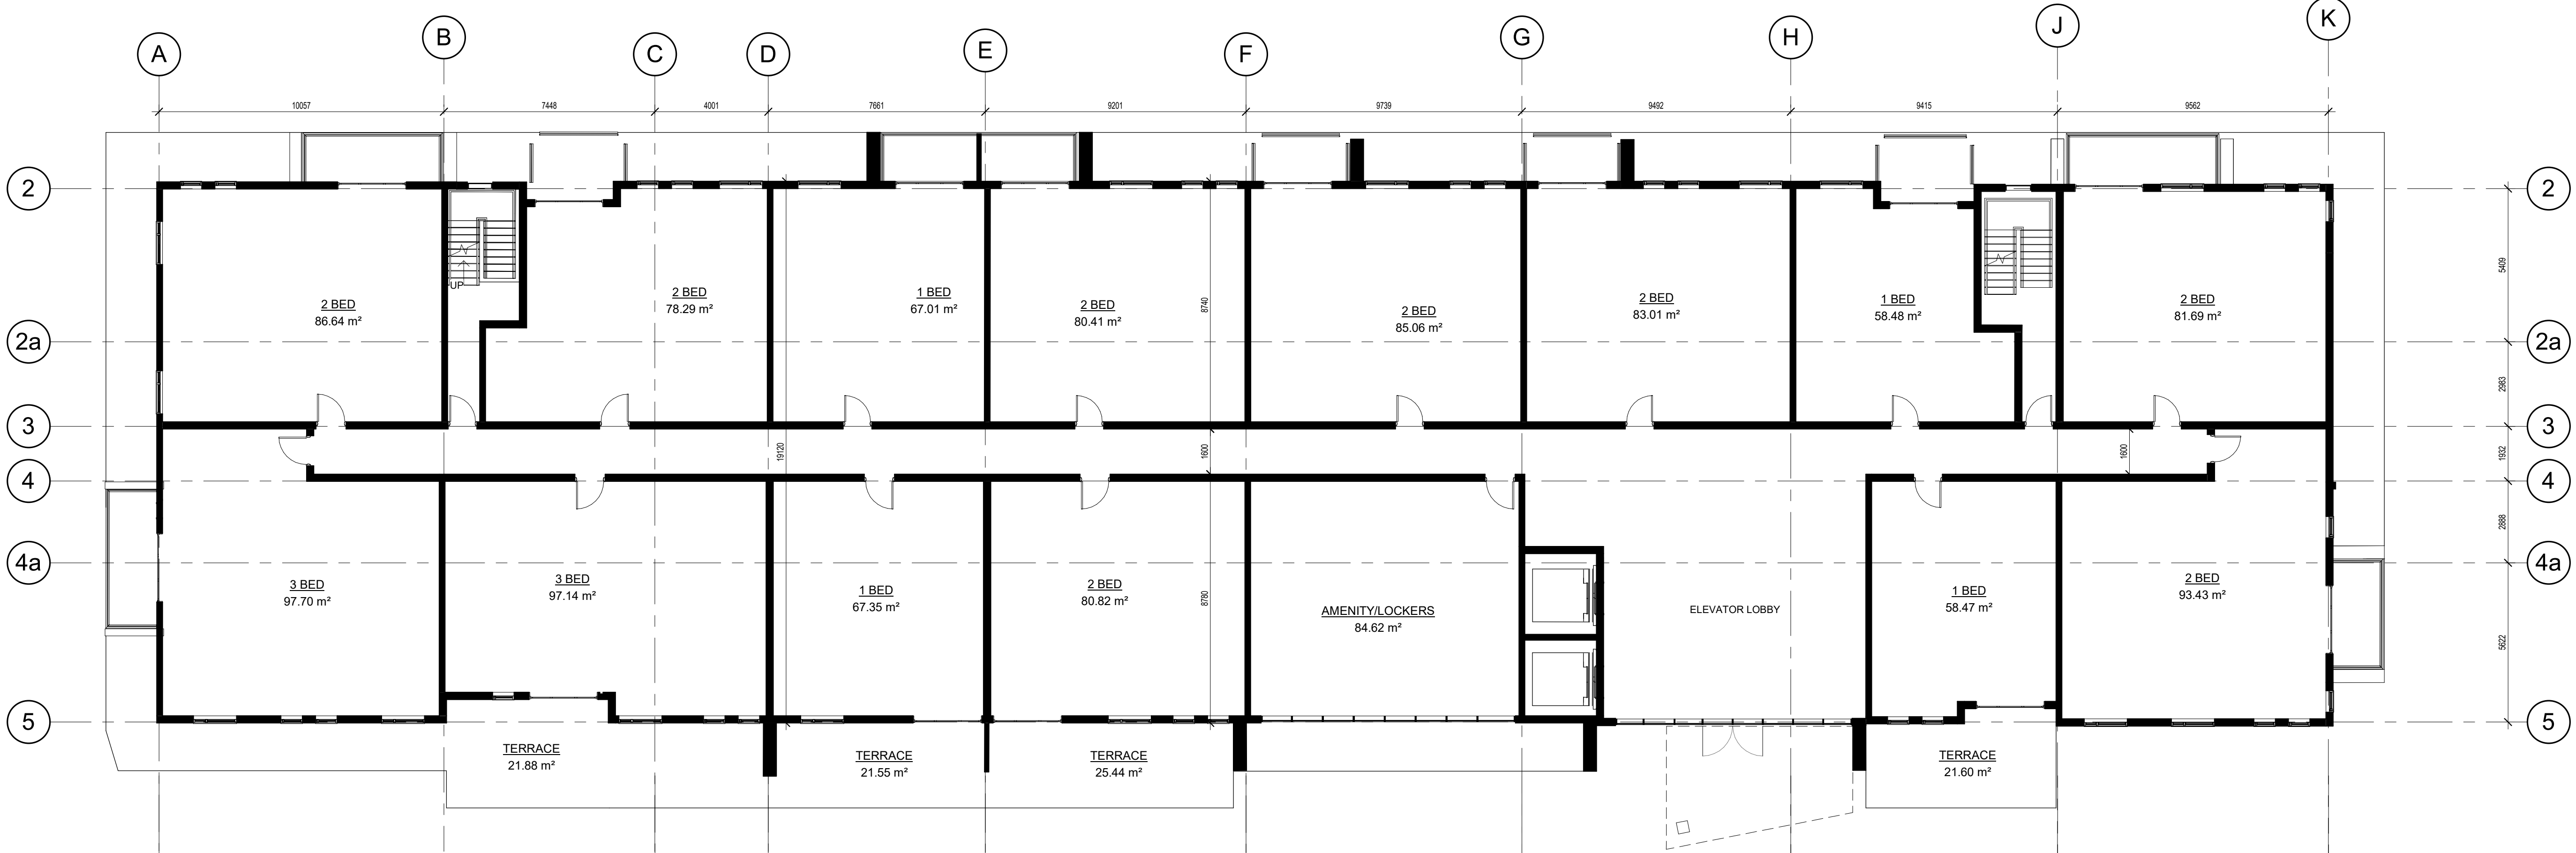 A
B
C
D
E
F
G
H
J
K
10057
7448
4001
7661
9201
9739
9492
9415
9562
2
2
UP
2 BED
86.64 m²
2 BED
78.29 m²
1 BED
67.01 m²
2 BED
80.41 m²
8740
2 BED
85.06 m²
2 BED
83.01 m²
1 BED
58.48 m²
2 BED
81.69 m²
5409
2a
2a
2983
3
3
19120
1600
1600
1932
4
4
2888
4a
4a
3 BED
97.70 m²
3 BED
97.14 m²
1 BED
67.35 m²
2 BED
80.82 m²
8780
AMENITY/LOCKERS
84.62 m²
ELEVATOR LOBBY
1 BED
58.47 m²
2 BED
93.43 m²
5622
5
5
TERRACE
21.88 m²
TERRACE
21.55 m²
TERRACE
25.44 m²
TERRACE
21.60 m²